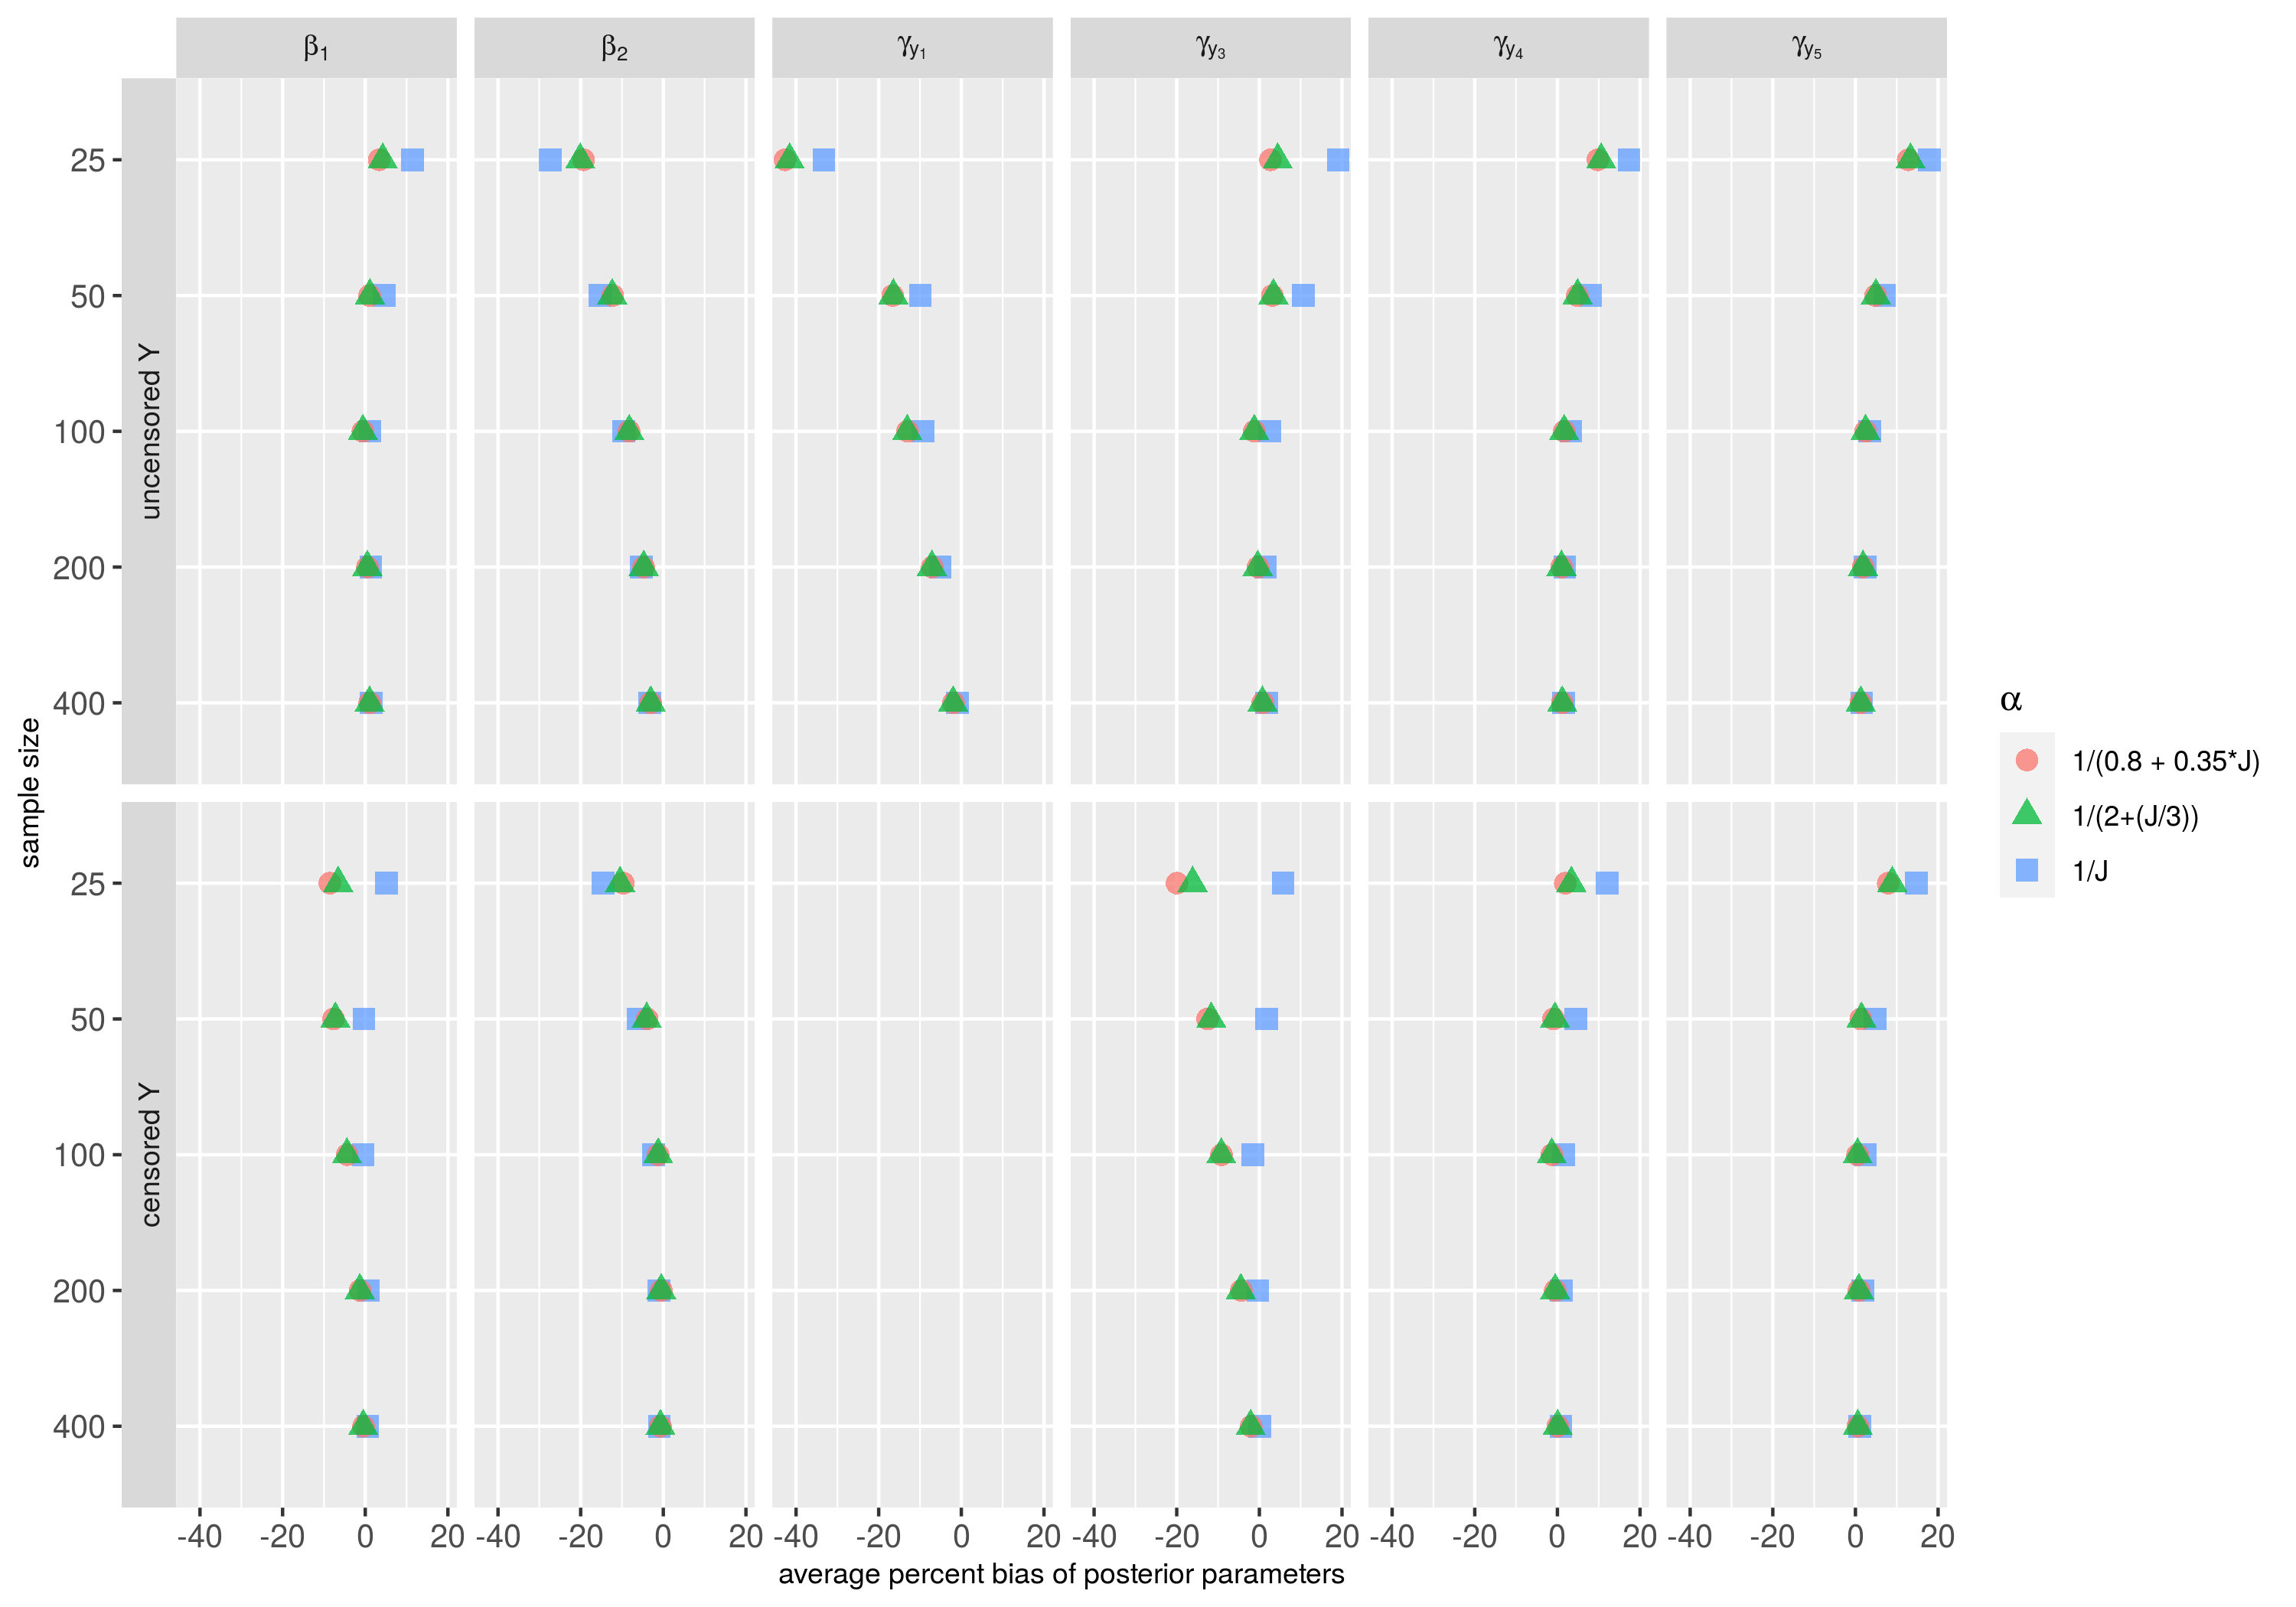 β1 β2 γy1 γy3 γy4 γy5
uncensored Y
25
50
100
200
400
sample size
censored Y
25
50
100
200
400
-40 -20 0 20 -40 -20 0 20 -40 -20 0 20 -40 -20 0 20 -40 -20 0 20 -40 -20 0 20
average percent bias of posterior parameters
α
1/(0.8 + 0.35*J)
1/(2+(J/3))
1/J